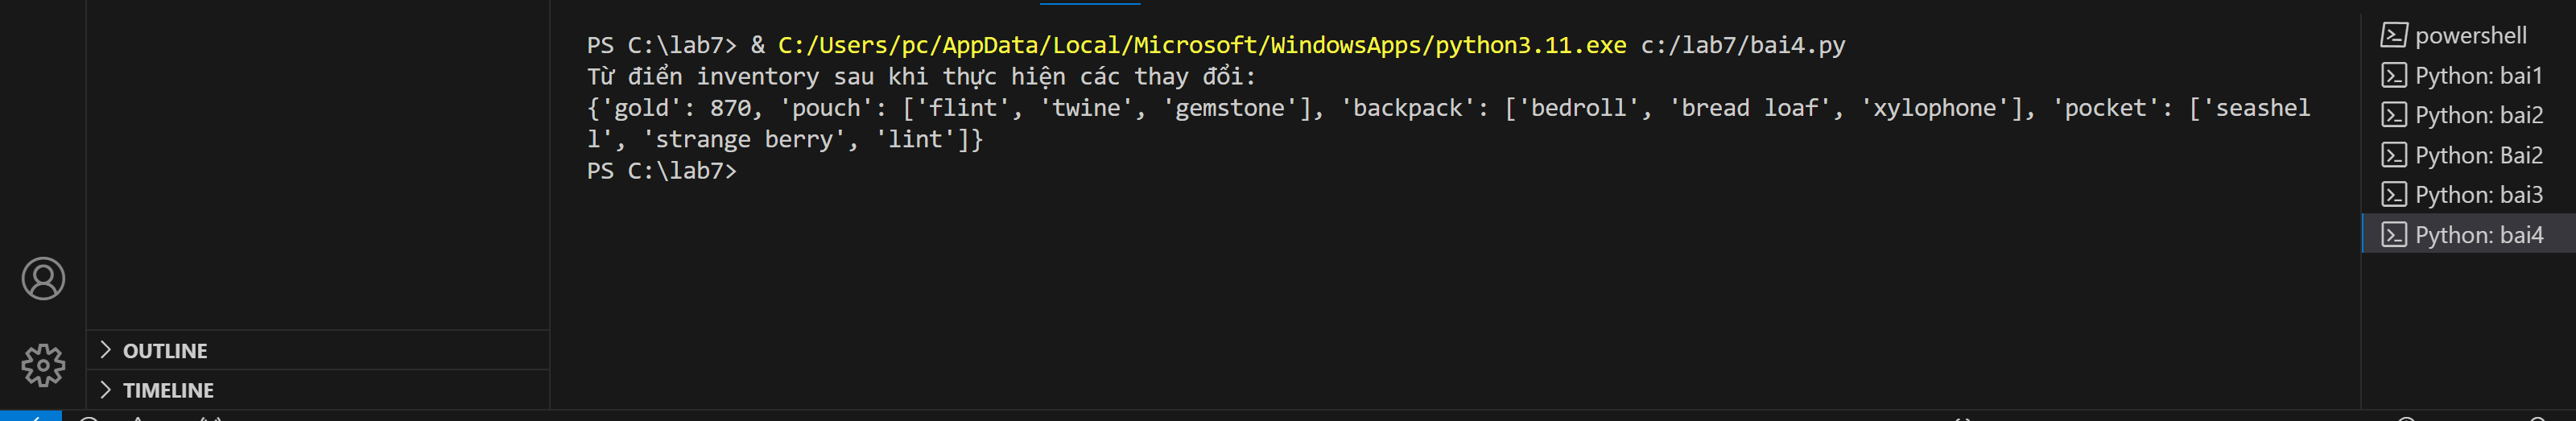 PS C:\lab7> & C:/Users/pc/AppData/Local/Microsoft/WindowsApps/python3.11.exe c:/lab7/bai4.py
Từ điển inventory sau khi thực hiện các thay đổi:
{'gold': 870, 'pouch': ['flint', 'twine', 'gemstone'], 'backpack': ['bedroll', 'bread loaf', 'xylophone'], 'pocket': ['seashel
l', 'strange berry', 'lint']}
PS C:\lab7>
powershell
Python: bai1
Python: bai2
Python: Bai2
Python: bai3
Python: bai4
OUTLINE
TIMELINE